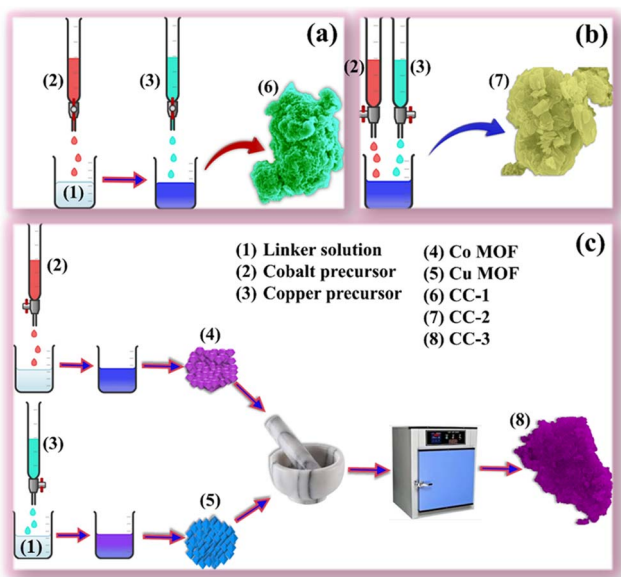 (a)
(2)
(3)
(6)
(1)
(b)
(2)
(3)
(7)
(c)
(1) Linker solution
(2) Cobalt precursor
(3) Copper precursor
(4) Co MOF
(5) Cu MOF
(6) CC-1
(7) CC-2
(8) CC-3
(2)
(4)
(3)
(1)
(5)
(8)